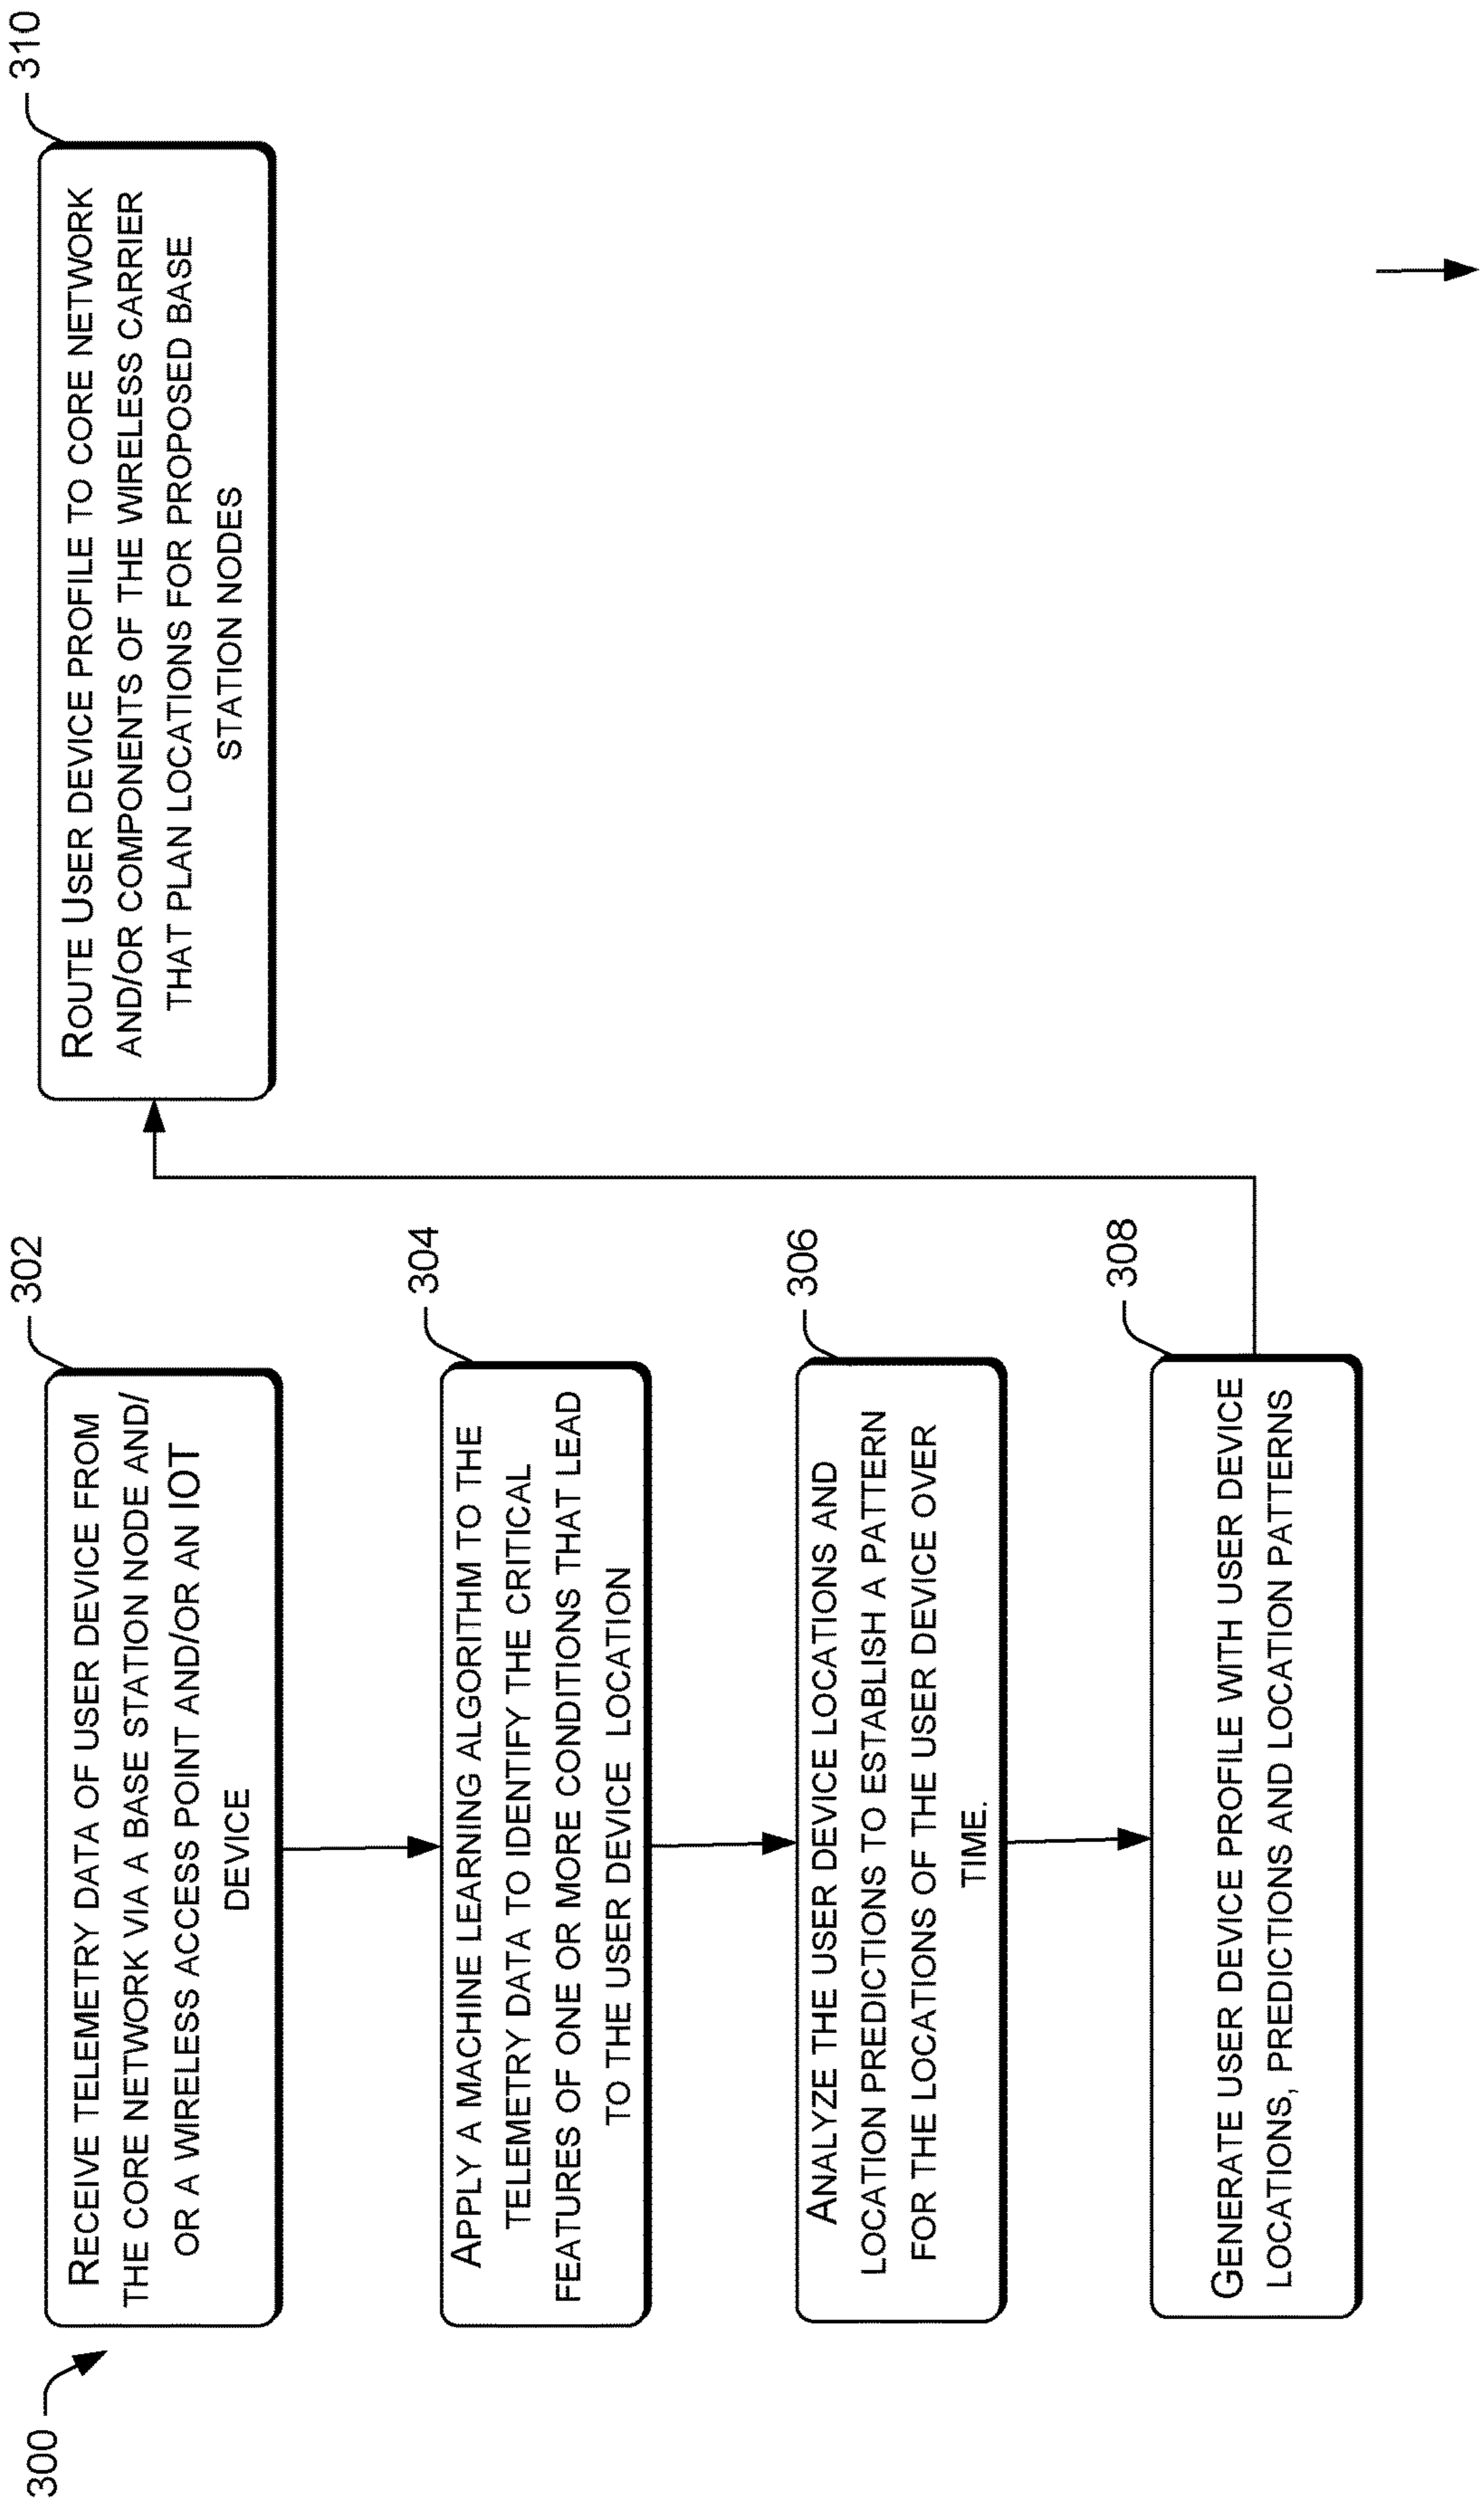 300
302
RECEIVE TELEMETRY DATA OF USER DEVICE FROM
THE CORE NETWORK VIA A BASE STATION NODE AND/
OR A WIRELESS ACCESS POINT AND/OR AN IOT
DEVICE
304
APPLY A MACHINE LEARNING ALGORITHM TO THE
TELEMETRY DATA TO IDENTIFY THE CRITICAL
FEATURES OF ONE OR MORE CONDITIONS THAT LEAD
TO THE USER DEVICE LOCATION
306
ANALYZE THE USER DEVICE LOCATIONS AND
LOCATION PREDICTIONS TO ESTABLISH A PATTERN
FOR THE LOCATIONS OF THE USER DEVICE OVER
TIME.
308
GENERATE USER DEVICE PROFILE WITH USER DEVICE
LOCATIONS, PREDICTIONS AND LOCATION PATTERNS
310
ROUTE USER DEVICE PROFILE TO CORE NETWORK
AND/OR COMPONENTS OF THE WIRELESS CARRIER
THAT PLAN LOCATIONS FOR PROPOSED BASE
STATION NODES